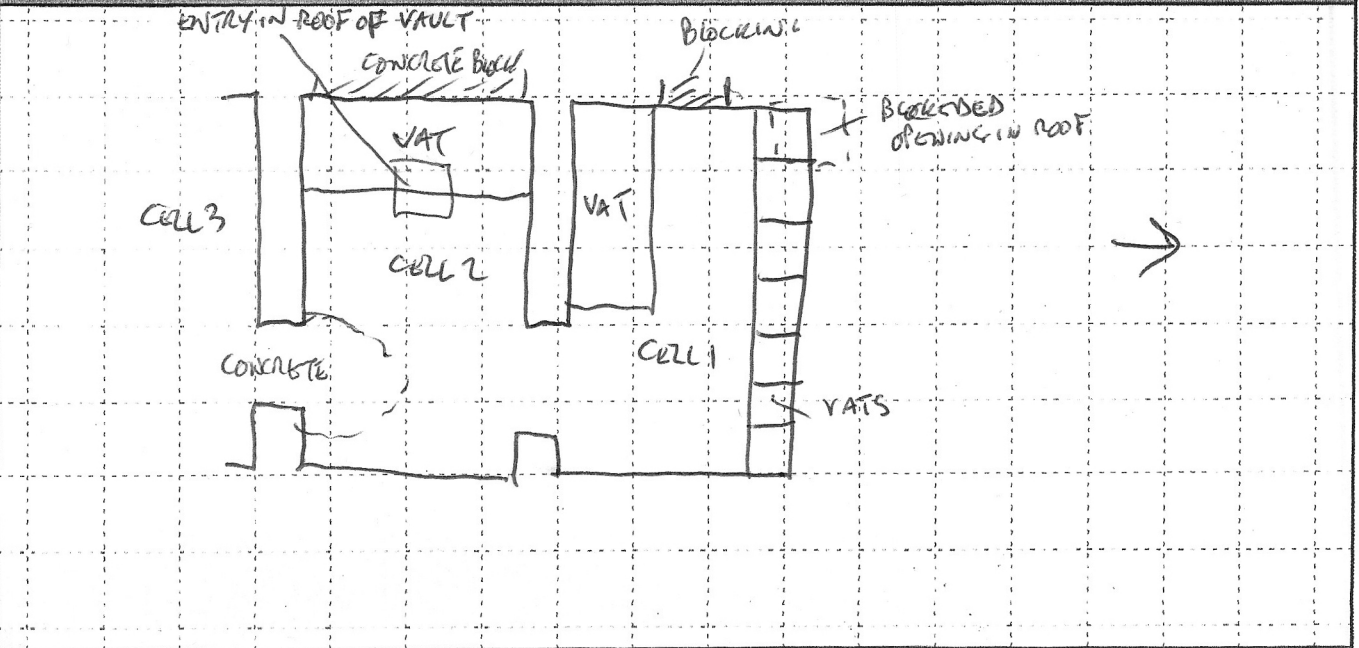 ENTRY IN ROOF OF VAULT
BLOCKING
CONCRETE BLOCK
BLOCKDED
OPENING IN ROOF.
VAT
VAT
CELL 3
CELL 2
CELL 1
CONCRETE
VATS